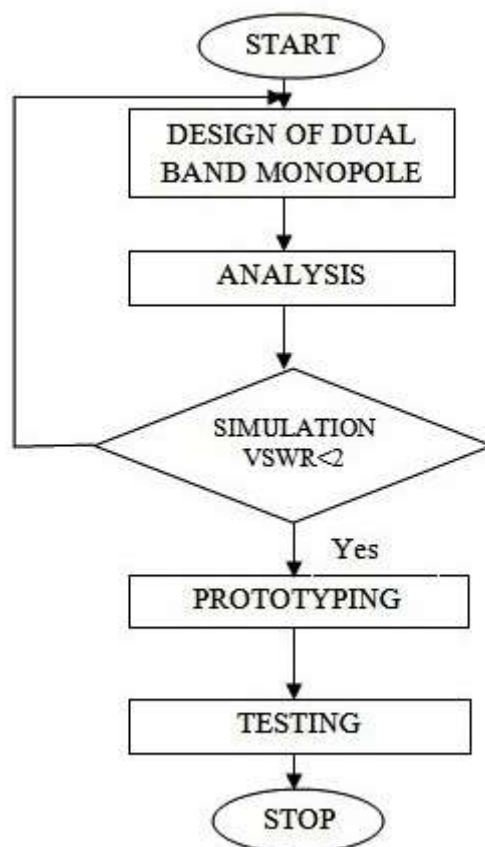 START
DESIGN OF DUAL
BAND MONOPOLE
ANALYSIS
SIMULATION
VSWR<2
Yes
PROTOTYPING
TESTING
STOP